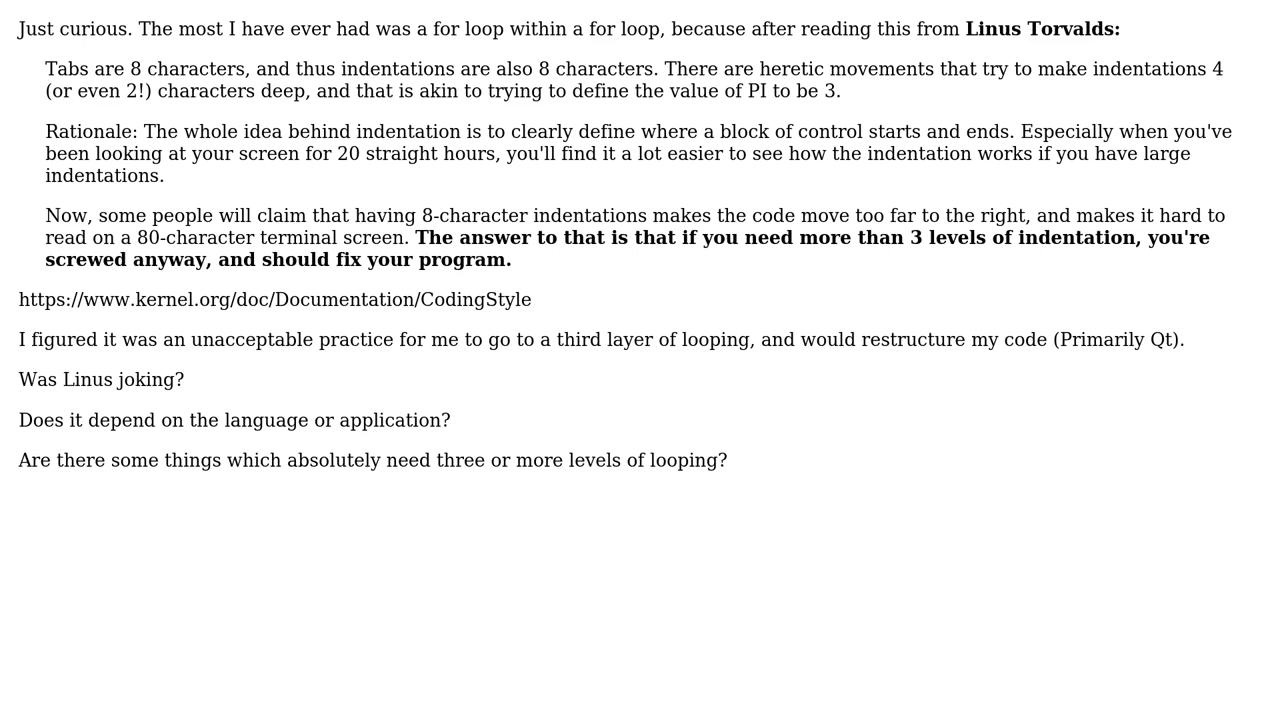 Just curious. The most I have ever had was a for loop within a for loop, because after reading this from Linus Torvalds:
Tabs are 8 characters, and thus indentations are also 8 characters. There are heretic movements that try to make indentations 4
(or even 2!) characters deep, and that is akin to trying to define the value of PI to be 3.
Rationale: The whole idea behind indentation is to clearly define where a block of control starts and ends. Especially when you've
been looking at your screen for 20 straight hours, you'll find it a lot easier to see how the indentation works if you have large
indentations.
Now, some people will claim that having 8-character indentations makes the code move too far to the right, and makes it hard to
read on a 80-character terminal screen. The answer to that is that if you need more than 3 levels of indentation, you're
screwed anyway, and should fix your program.
https://www.kernel.org/doc/Documentation/CodingStyle
I figured it was an unacceptable practice for me to go to a third layer of looping, and would restructure my code (Primarily Qt).
Was Linus joking?
Does it depend on the language or application?
Are there some things which absolutely need three or more levels of looping?